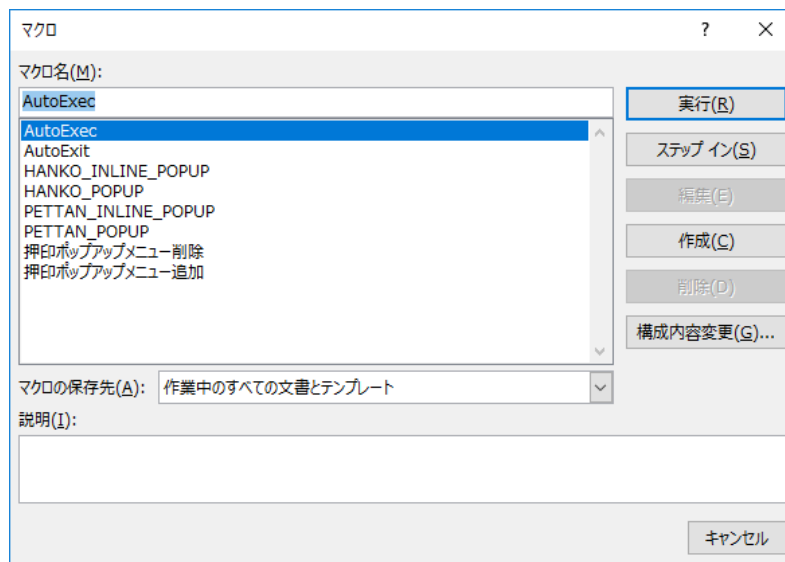 マクロ
?
×
マクロ名(M):
AutoExec
実行(R)
AutoExec
AutoExit
HANKO_INLINE_POPUP
HANKO_POPUP
PETTAN_INLINE_POPUP
PETTAN_POPUP
押印ポップアップメニュー削除
押印ポップアップメニュー追加
ステップ イン(S)
編集(E)
作成(C)
削除(D)
構成内容変更(G)...
マクロの保存先(A):
作業中のすべての文書とテンプレート
説明(I):
キャンセル